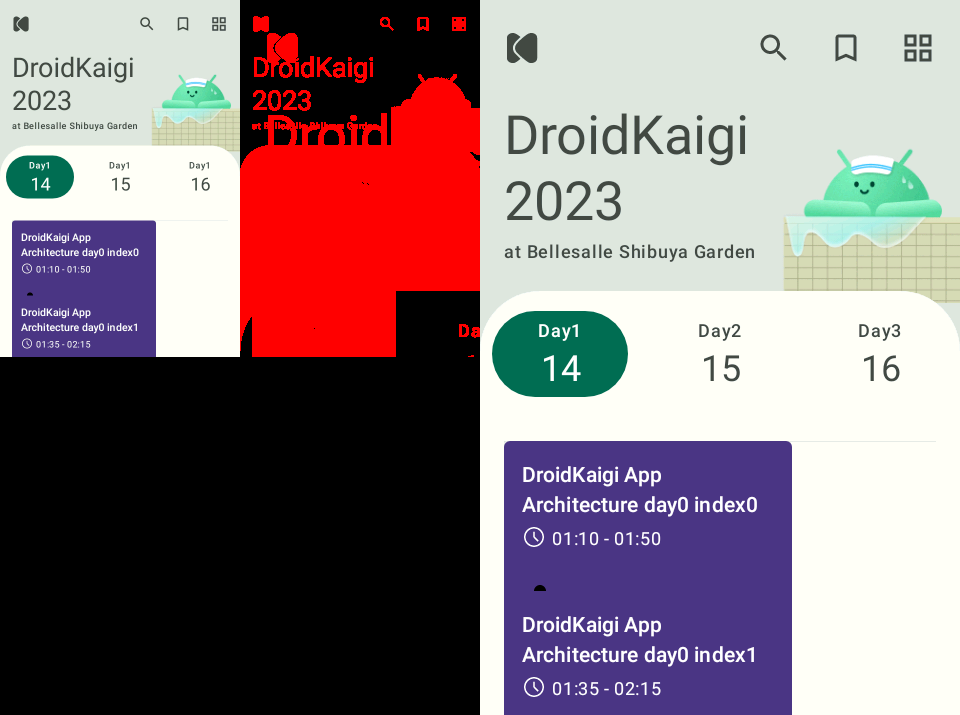 DroidKaigi
2023
at Bellesalle Shibuya Garden
Day1 Day1 Day1
14 15 16
DroidKaigi App
Architecture day0 index0
01:10 - 01:50
DroidKaigi App
Architecture day0 index1
01:35 - 02:15
DroidKaigi
2023
at Bellesalle Shibuya Garden
Droid
Da
DroidKaigi
2023
at Bellesalle Shibuya Garden
Day1 Day2 Day3
14 15 16
DroidKaigi App
Architecture day0 index0
01:10 - 01:50
DroidKaigi App
Architecture day0 index1
01:35 - 02:15